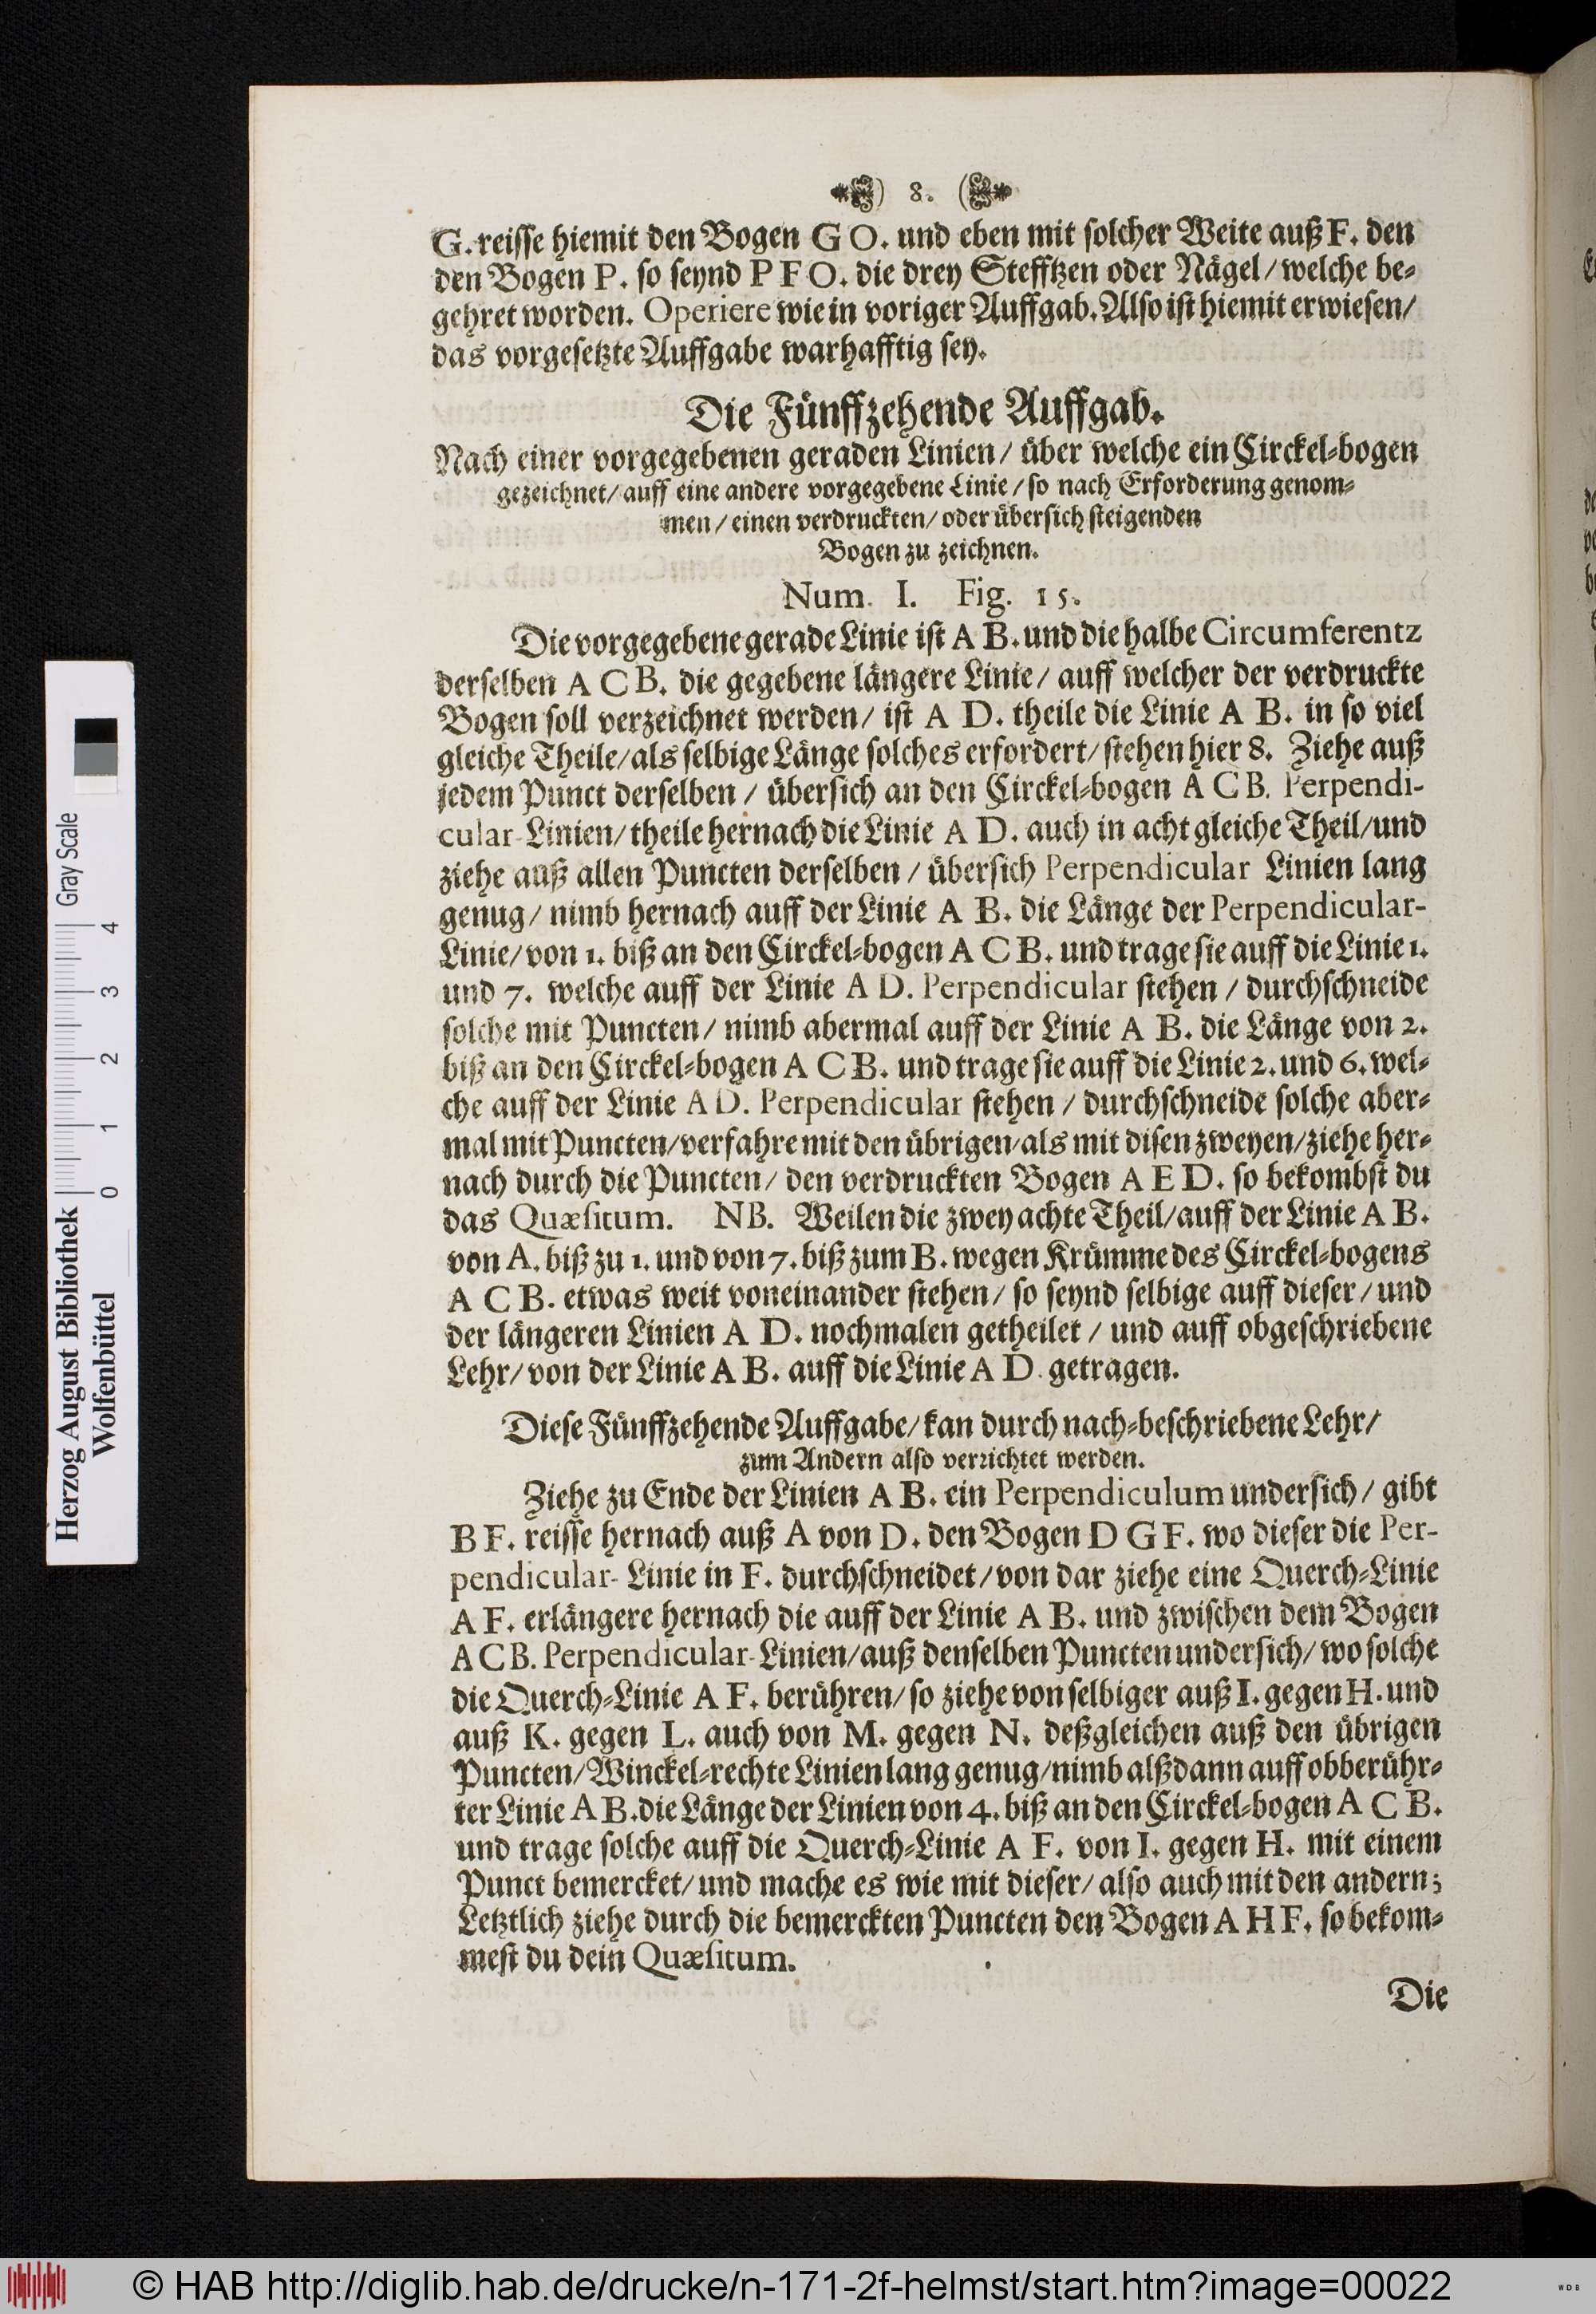 ) 8. (
G. reisse hiemit den Bogen G O. und eben mit solcher Weite auß F. den
den Bogen P. so seynd P F O. die drey Stefftzen oder Nägel / welche be-
gehret worden. Operiere wie in voriger Auffgab. Also ist hiemit erwiesen /
das vorgesetzte Auffgabe warhafftig sey.
Die Fünffzehende Auffgab.
Nach einer vorgegebenen geraden Linien / über welche ein Circkel-bogen
gezeichnet / auff eine andere vorgegebene Linie / so nach Erforderung genom-
men / einen verdruckten / oder übersich steigenden
Bogen zu zeichnen.
Num. I. Fig. 15.
Die vorgegebene gerade Linie ist A B. und die halbe Circumferentz
derselben A C B. die gegebene längere Linie / auff welcher der verdruckte
Bogen soll verzeichnet werden / ist A D. theile die Linie A B. in so viel
gleiche Theile / als selbige Länge solches erfordert / stehen hier 8. Ziehe auß
jedem Punct derselben / übersich an den Circkel-bogen A C B. Perpendi-
cular-Linien / theile hernach die Linie A D. auch in acht gleiche Theil / und
ziehe auß allen Puncten derselben / übersich Perpendicular Linien lang
genug / nimb hernach auff der Linie A B. die Länge der Perpendicular-
Linie / von 1. biß an den Circkel-bogen A C B. und trage sie auff die Linie 1.
und 7. welche auff der Linie A D. Perpendicular stehen / durchschneide
solche mit Puncten / nimb abermal auff der Linie A B. die Länge von 2.
biß an den Circkel-bogen A C B. und trage sie auff die Linie 2. und 6. wel-
che auff der Linie A D. Perpendicular stehen / durchschneide solche aber-
mal mit Puncten / verfahre mit den übrigen / als mit disen zweyen / ziehe her-
nach durch die Puncten / den verdruckten Bogen A E D. so bekombst du
das Quæsitum. NB. Weilen die zwey achte Theil / auff der Linie A B.
von A. biß zu 1. und von 7. biß zum B. wegen Krümme des Circkel-bogens
A C B. etwas weit voneinander stehen / so seynd selbige auff dieser / und
der längeren Linien A D. nochmalen getheilet / und auff obgeschriebene
Lehr / von der Linie A B. auff die Linie A D. getragen.
Diese Fünffzehende Auffgabe / kan durch nach-beschriebene Lehr /
zum Andern also verrichtet werden.
Ziehe zu Ende der Linien A B. ein Perpendiculum undersich / gibt
B F. reisse hernach auß A von D. den Bogen D G F. wo dieser die Per-
pendicular-Linie in F. durchschneidet / von dar ziehe eine Querch-Linie
A F. erlängere hernach die auff der Linie A B. und zwischen dem Bogen
A C B. Perpendicular-Linien / auß denselben Puncten undersich / wo solche
die Querch-Linie A F. berühren / so ziehe von selbiger auß I. gegen H. und
auß K. gegen L. auch von M. gegen N. deßgleichen auß den übrigen
Puncten / Winckel-rechte Linien lang genug / nimb alßdann auff obberühr-
ter Linie A B. die Länge der Linien von 4. biß an den Circkel-bogen A C B.
und trage solche auff die Querch-Linie A F. von I. gegen H. mit einem
Punct bemercket / und mache es wie mit dieser / also auch mit den andern;
Letztlich ziehe durch die bemerckten Puncten den Bogen A H F. so bekom-
mest du dein Quæsitum.
Die
Herzog August Bibliothek
Wolfenbüttel
0 1 2 3 4
Gray Scale
© HAB http://diglib.hab.de/drucke/n-171-2f-helmst/start.htm?image=00022
WDB